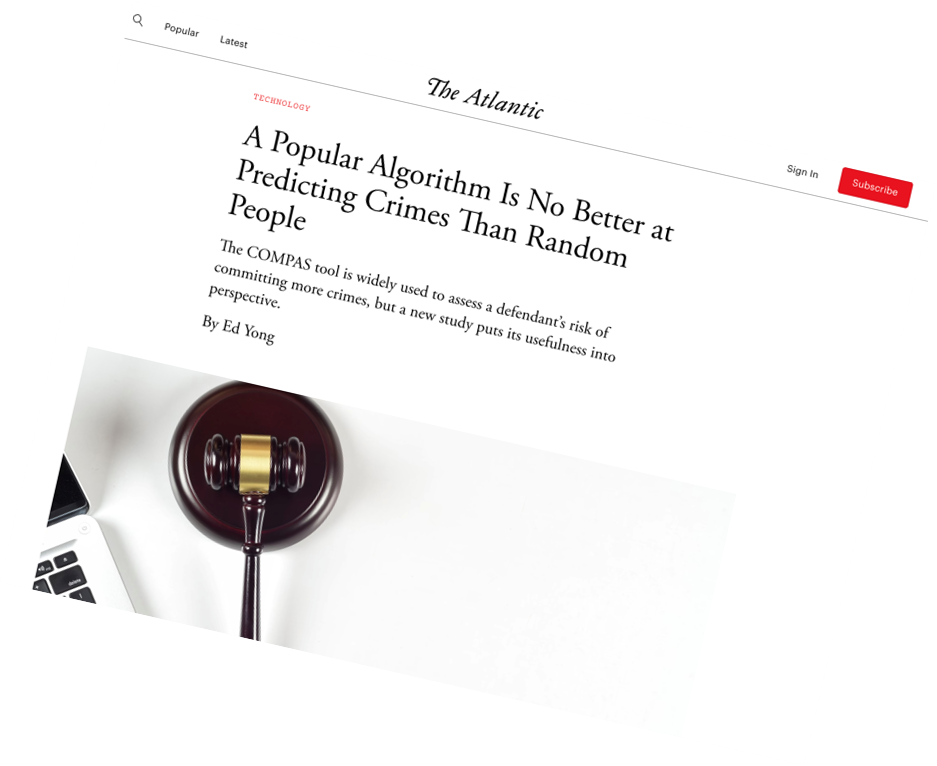 Popular
Latest
The Atlantic
Sign In
Subscribe
TECHNOLOGY
A Popular Algorithm Is No Better at
Predicting Crimes Than Random
People
The COMPAS tool is widely used to assess a defendant's risk of
committing more crimes, but a new study puts its usefulness into
perspective.
By Ed Yong
delete